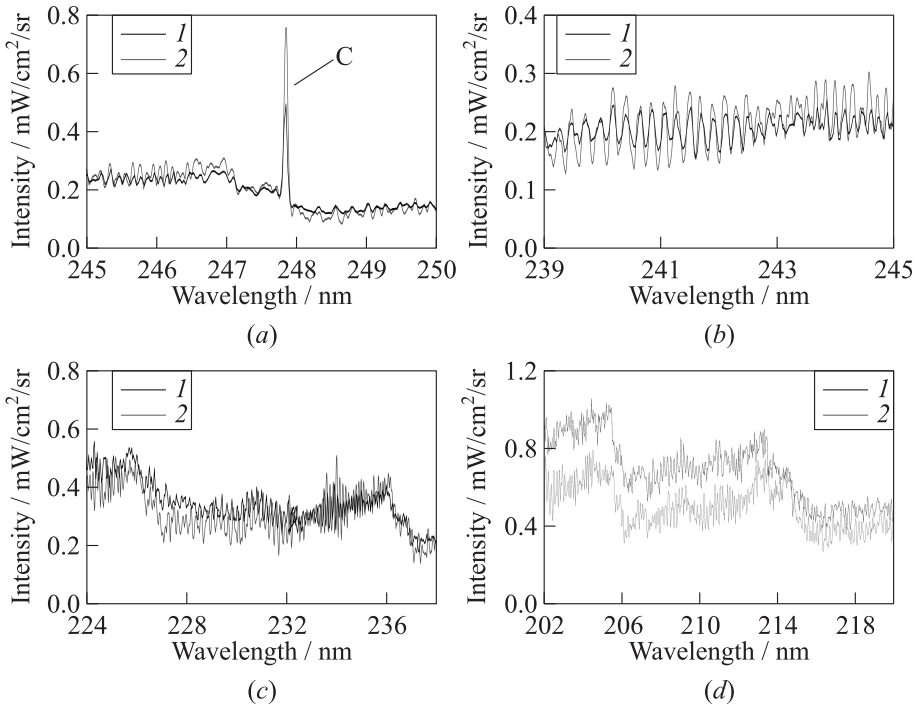 Intensity / mW/cm²/sr
0.8
0.6
0.4
0.2
0.0
1
2
C
245 246 247 248 249 250
Wavelength / nm
(a)
Intensity / mW/cm²/sr
0.4
0.3
0.2
0.1
0.0
1
2
239 241 243 245
Wavelength / nm
(b)
Intensity / mW/cm²/sr
0.8
0.6
0.4
0.2
0.0
1
2
224 228 232 236
Wavelength / nm
(c)
Intensity / mW/cm²/sr
1.2
0.8
0.4
0.0
1
2
202 206 210 214 218
Wavelength / nm
(d)